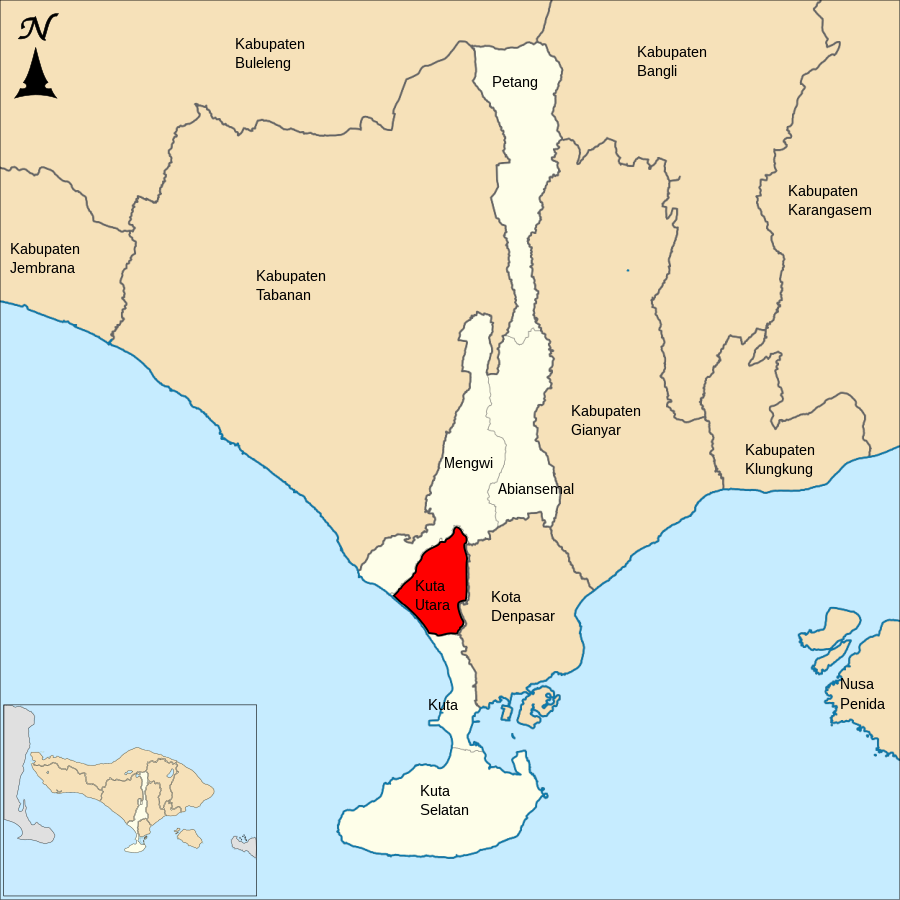 N
Kabupaten
Buleleng
Kabupaten
Bangli
Petang
Kabupaten
Karangasem
Kabupaten
Jembrana
Kabupaten
Tabanan
Kabupaten
Gianyar
Kabupaten
Klungkung
Mengwi
Abiansemal
Kuta
Utara
Kota
Denpasar
Nusa
Penida
Kuta
Kuta
Selatan